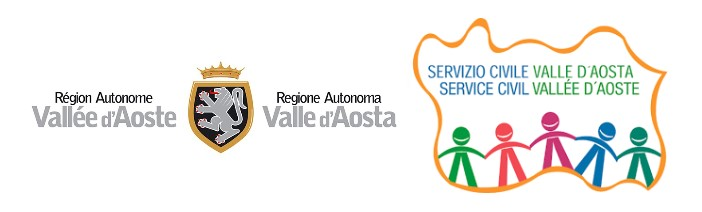 Région Autonome
Vallée d'Aoste
Regione Autonoma
Valle d'Aosta
SERVIZIO CIVILE VALLE D'AOSTA
SERVICE CIVIL VALLÉE D'AOSTE